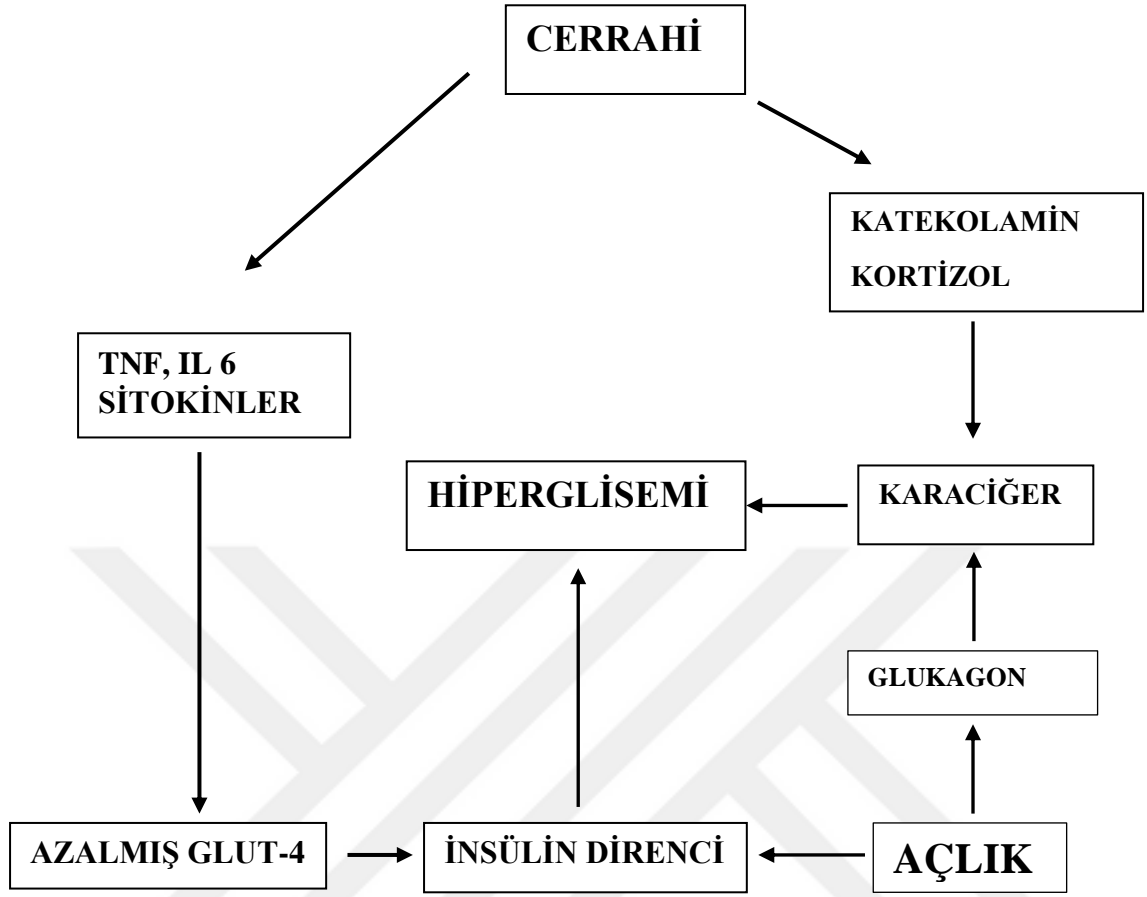 CERRAHİ
KATEKOLAMİN
KORTİZOL
TNF, IL 6
SİTOKİNLER
HİPERGLİSEMİ
KARACİĞER
GLUKAGON
AZALMIŞ GLUT-4
İNSÜLİN DİRENCİ
AÇLIK